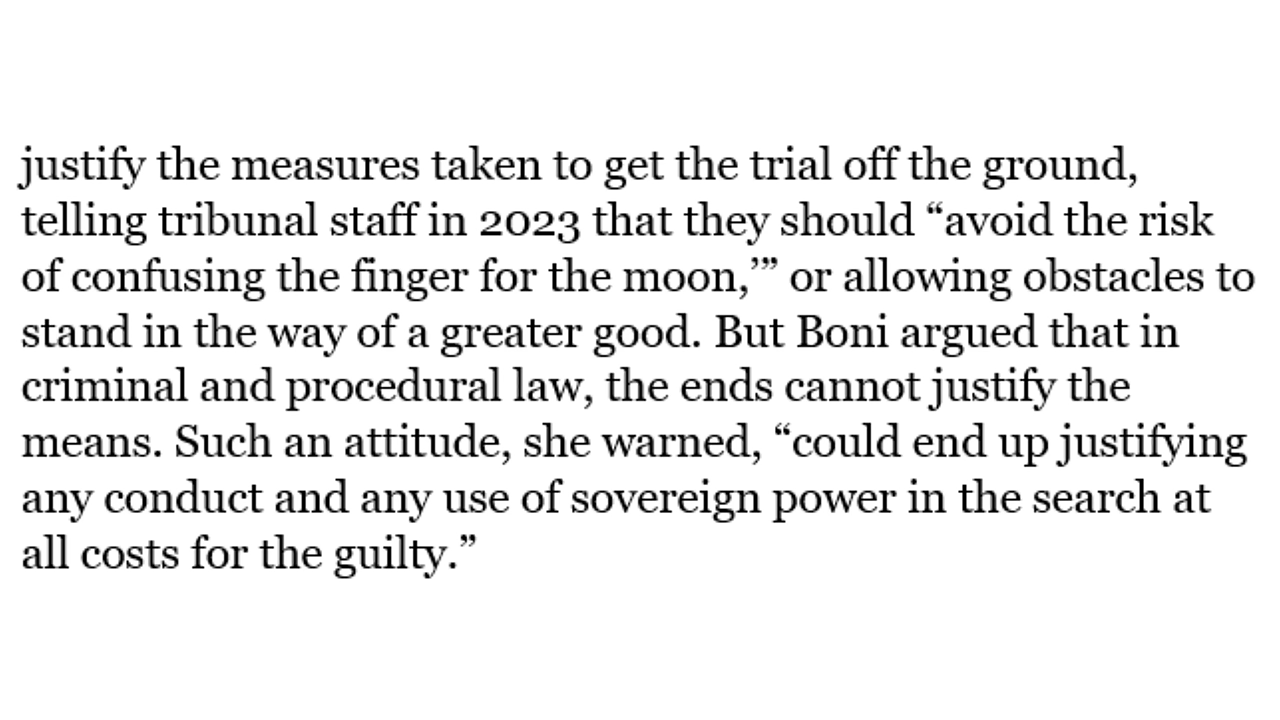 justify the measures taken to get the trial off the ground,
telling tribunal staff in 2023 that they should “avoid the risk
of confusing the finger for the moon,’” or allowing obstacles to
stand in the way of a greater good. But Boni argued that in
criminal and procedural law, the ends cannot justify the
means. Such an attitude, she warned, “could end up justifying
any conduct and any use of sovereign power in the search at
all costs for the guilty.”